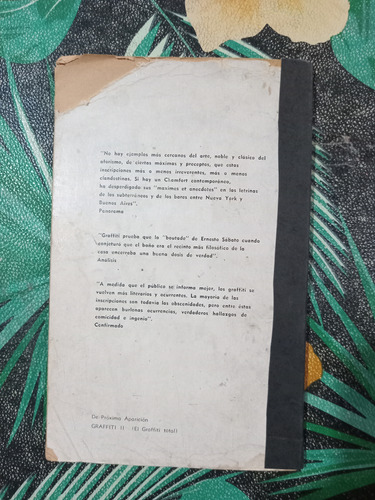 "No hay ejemplos más cercanos del arte, noble y clásico del
aforismo, de ciertas máximas y preceptos, que estas
inscripciones más o menos irreverentes, más o menos
clandestinas. Si hay un Chamfort contemporáneo,
ha desperdigado sus "maximes et anecdotes" en las letrinas
de los subterráneos y de los bares entre Nueva York y
Buenos Aires".
Panorama
"Graffiti prueba que la "boutade" de Ernesto Sábato cuando
conjeturó que el baño era el recinto más filosófico de la
casa encerraba una buena dosis de verdad".
Análisis
"A medida que el público se informa mejor, los graffiti se
vuelven más literarios y ocurrentes. La mayoría de las
inscripciones son todavía las obscenidades, pero entre éstas
aparecen burlonas ocurrencias, verdaderos hallazgos de
comicidad e ingenio".
Confirmado
De Próxima Aparición
GRAFFITI II - (El Graffiti total)